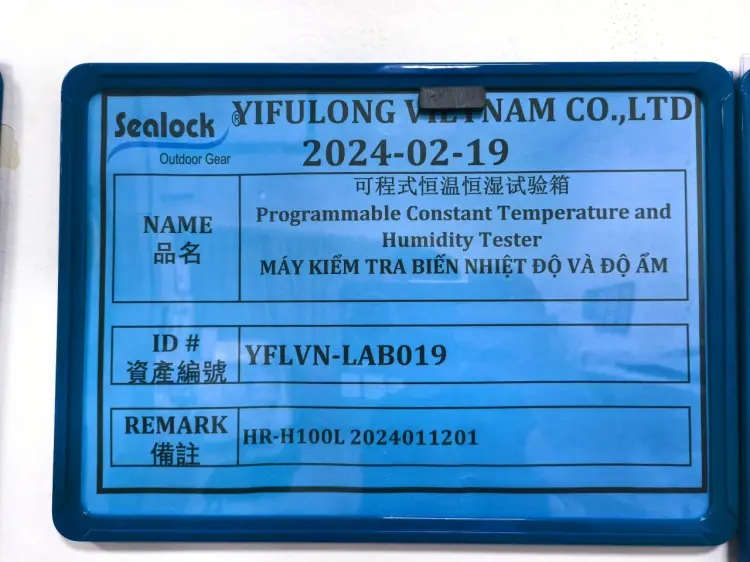 Sealock®
Outdoor Gear
YIFULONG VIETNAM CO.,LTD
2024-02-19
NAME
品名
可程式恒温恒湿试验箱
Programmable Constant Temperature and
Humidity Tester
MÁY KIỂM TRA BIẾN NHIỆT ĐỘ VÀ ĐỘ ẨM
ID #
資產編號
YFLVN-LAB019
REMARK
備註
HR-H100L 2024011201